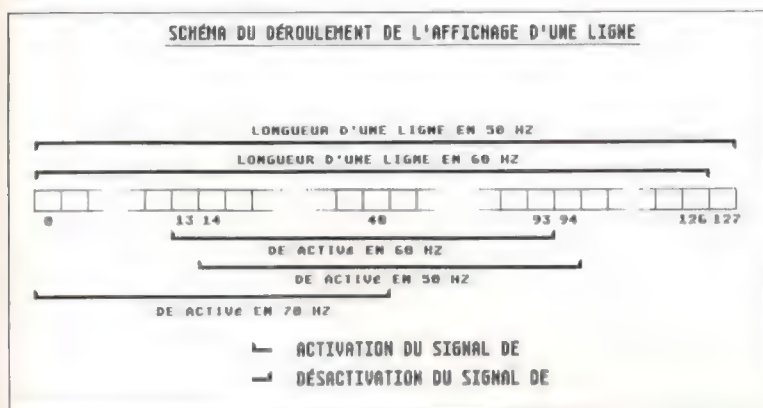 SCHÉMA DU DÉROULEMENT DE L'AFFICHAGE D'UNE LIGNE
LONGUEUR D'UNE LIGNE EN 50 HZ
LONGUEUR D'UNE LIGNE EN 60 HZ
0 13 14 40 93 94 126 127
DE ACTIVé EN 60 HZ
DE ACTIVé EN 50 HZ
DE ACTIVé EN 70 HZ
ACTIVATION DU SIGNAL DE
DÉSACTIVATION DU SIGNAL DE